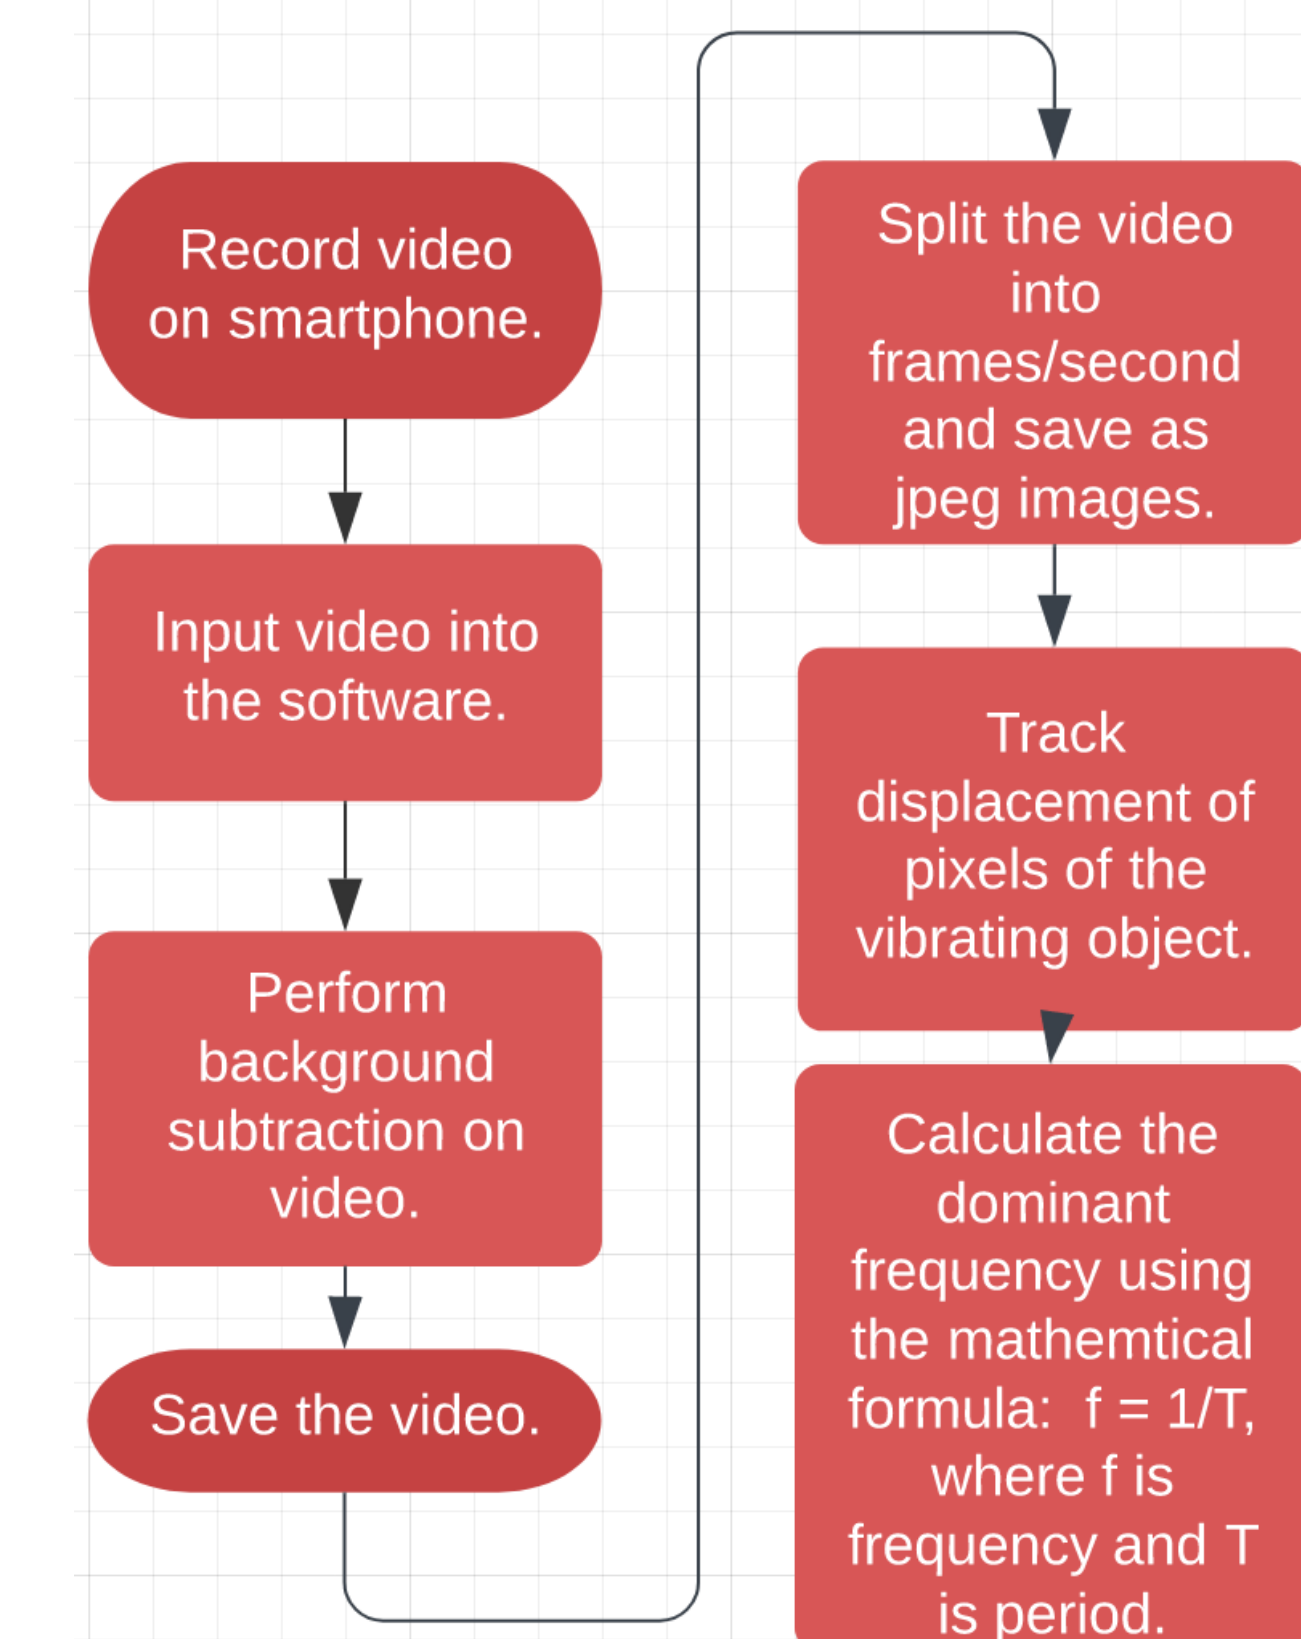 Record video
on smartphone.
Input video into
the software.
Perform
background
subtraction on
video.
Save the video.
Split the video
into
frames/second
and save as
jpeg images.
Track
displacement of
pixels of the
vibrating object.
Calculate the
dominant
frequency using
the mathemtical
formula:  f = 1/T,
where f is
frequency and T
is period.